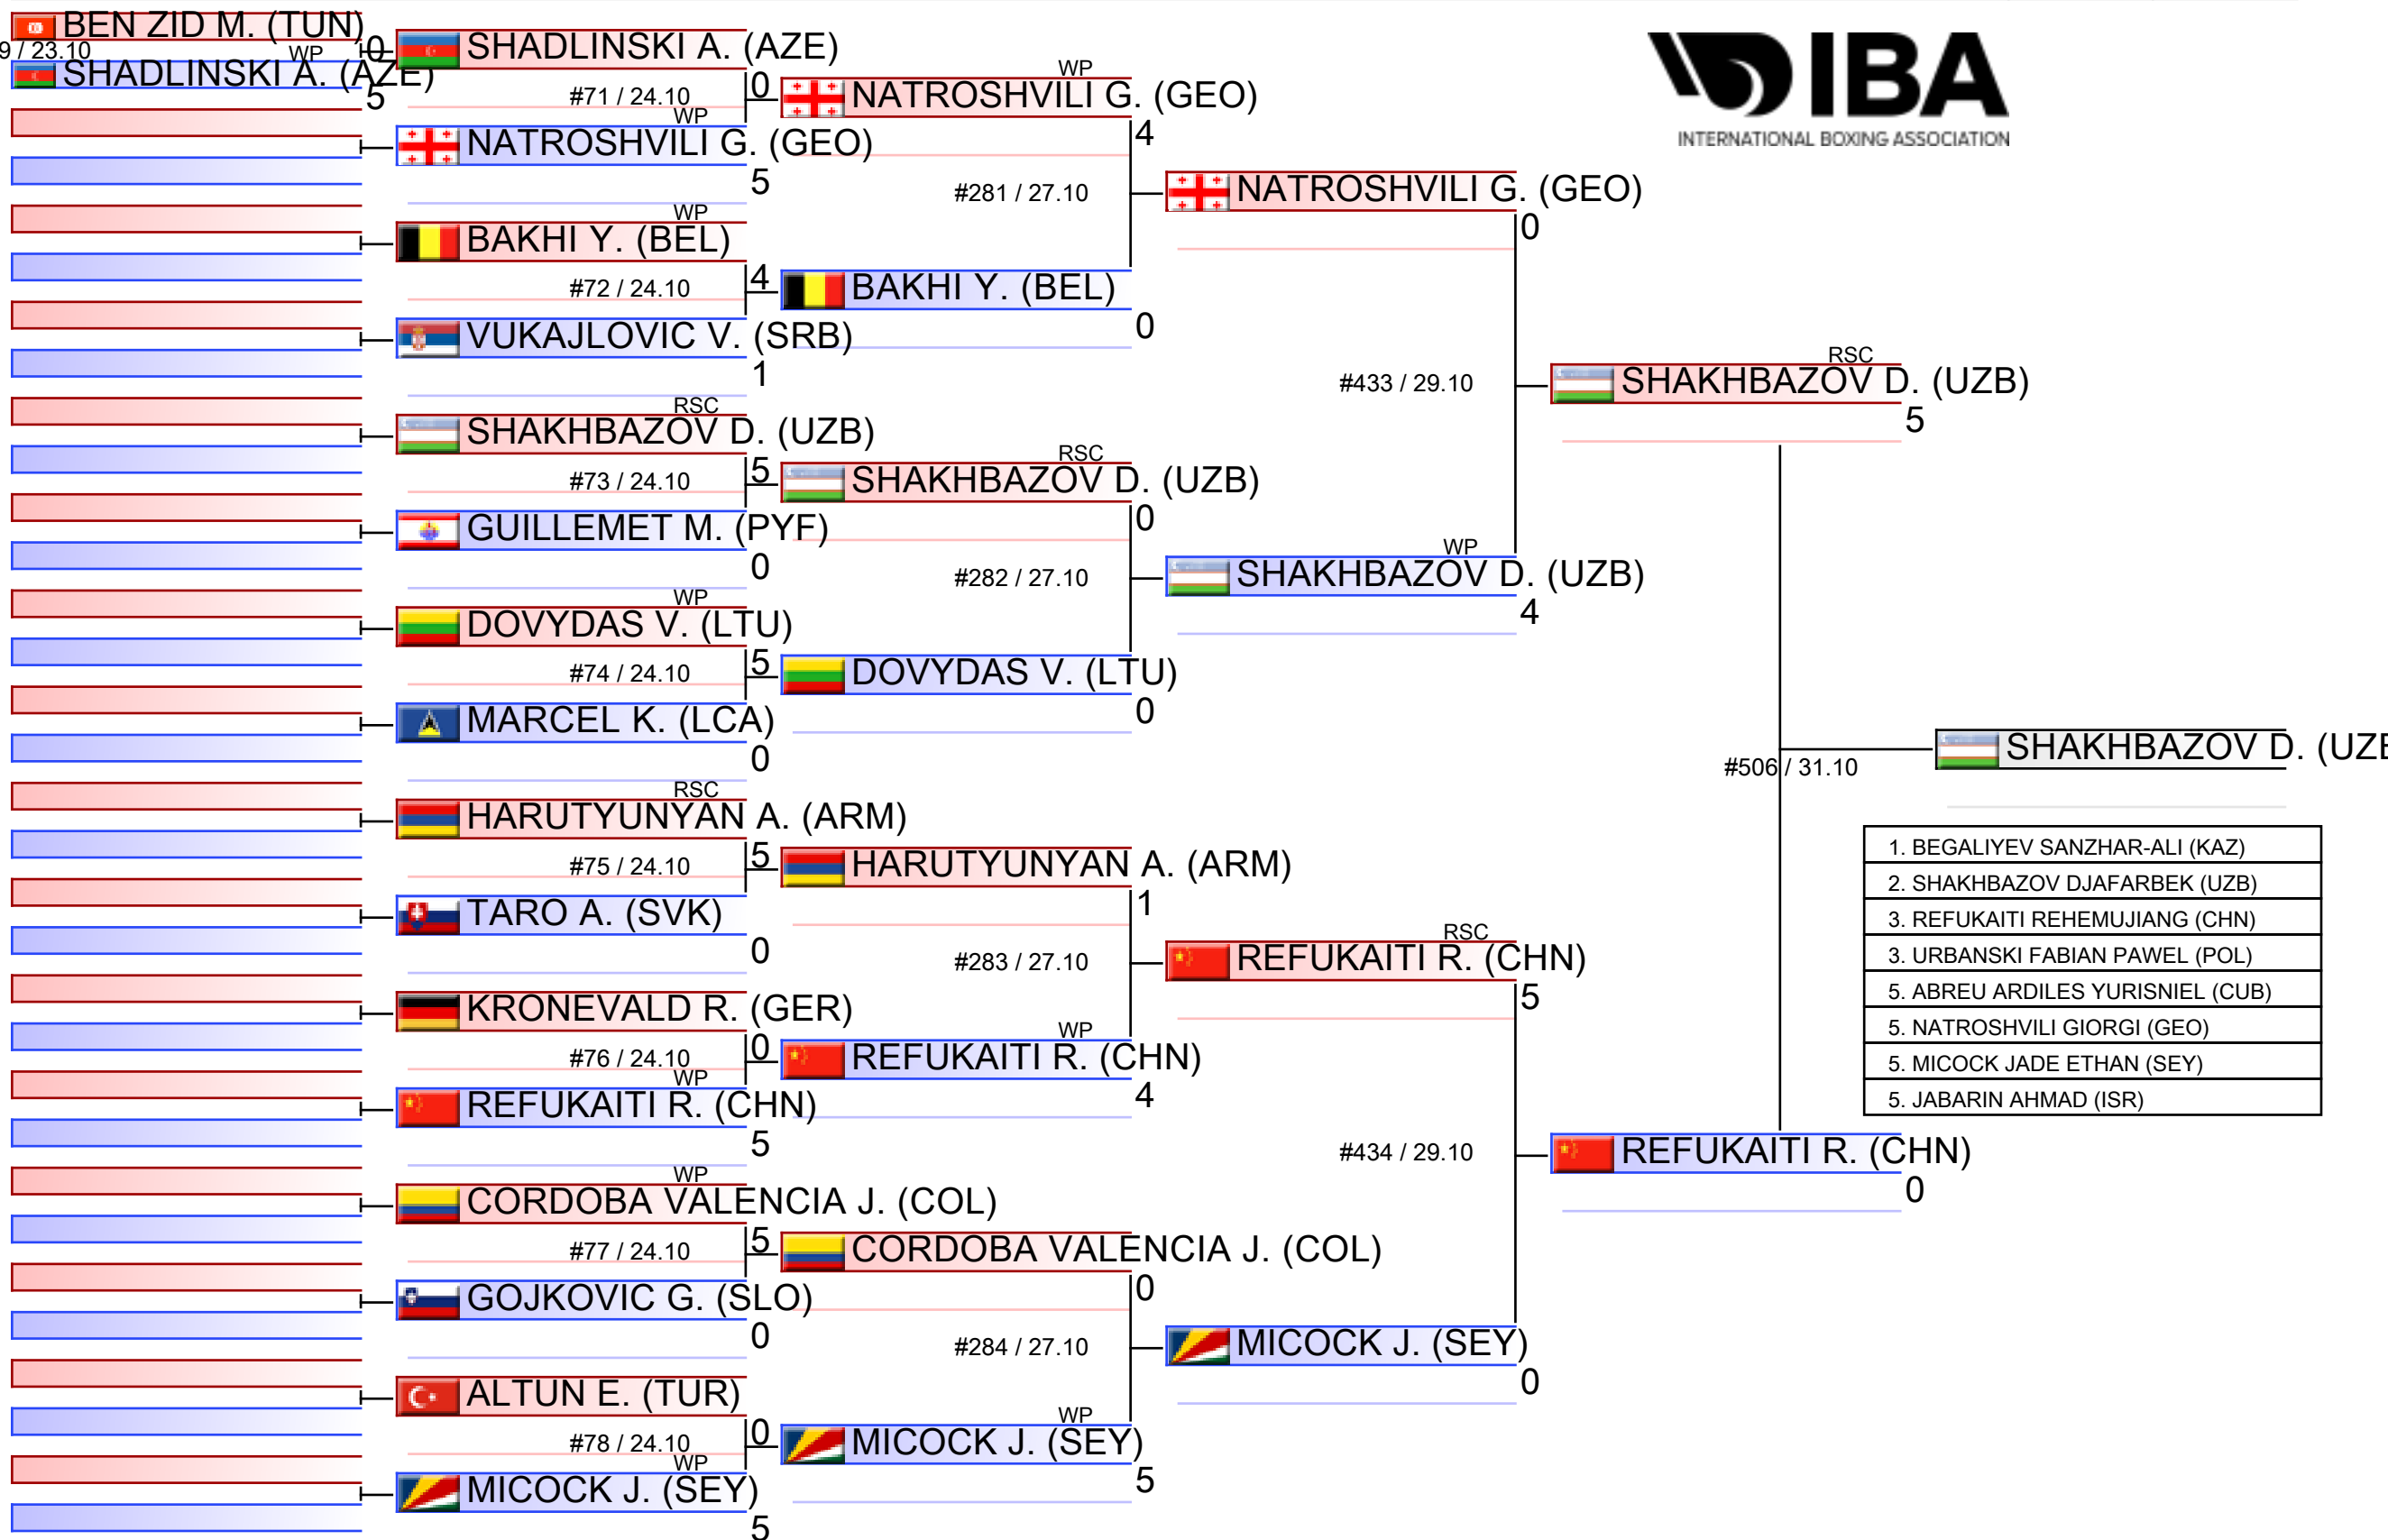 BEN ZID M. (TUN)
9 / 23.10
WP
0
SHADLINSKI A. (AZE)
5
SHADLINSKI A. (AZE)
0
#71 / 24.10
WP
NATROSHVILI G. (GEO)
5
WP
BAKHI Y. (BEL)
4
#72 / 24.10
VUKAJLOVIC V. (SRB)
1
RSC
SHAKHBAZOV D. (UZB)
5
#73 / 24.10
GUILLEMET M. (PYF)
0
WP
DOVYDAS V. (LTU)
5
#74 / 24.10
MARCEL K. (LCA)
0
RSC
HARUTYUNYAN A. (ARM)
5
#75 / 24.10
TARO A. (SVK)
0
KRONEVALD R. (GER)
0
#76 / 24.10
WP
REFUKAITI R. (CHN)
5
WP
CORDOBA VALENCIA J. (COL)
5
#77 / 24.10
GOJKOVIC G. (SLO)
0
ALTUN E. (TUR)
0
#78 / 24.10
WP
MICOCK J. (SEY)
5
WP
NATROSHVILI G. (GEO)
4
#281 / 27.10
BAKHI Y. (BEL)
0
RSC
SHAKHBAZOV D. (UZB)
0
#282 / 27.10
DOVYDAS V. (LTU)
0
HARUTYUNYAN A. (ARM)
1
#283 / 27.10
WP
REFUKAITI R. (CHN)
4
CORDOBA VALENCIA J. (COL)
0
#284 / 27.10
WP
MICOCK J. (SEY)
5
NATROSHVILI G. (GEO)
0
#433 / 29.10
WP
SHAKHBAZOV D. (UZB)
4
RSC
REFUKAITI R. (CHN)
5
#434 / 29.10
MICOCK J. (SEY)
0
RSC
SHAKHBAZOV D. (UZB)
5
#506 / 31.10
REFUKAITI R. (CHN)
0
SHAKHBAZOV D. (UZB
IBA
INTERNATIONAL BOXING ASSOCIATION
1. BEGALIYEV SANZHAR-ALI (KAZ)
2. SHAKHBAZOV DJAFARBEK (UZB)
3. REFUKAITI REHEMUJIANG (CHN)
3. URBANSKI FABIAN PAWEL (POL)
5. ABREU ARDILES YURISNIEL (CUB)
5. NATROSHVILI GIORGI (GEO)
5. MICOCK JADE ETHAN (SEY)
5. JABARIN AHMAD (ISR)